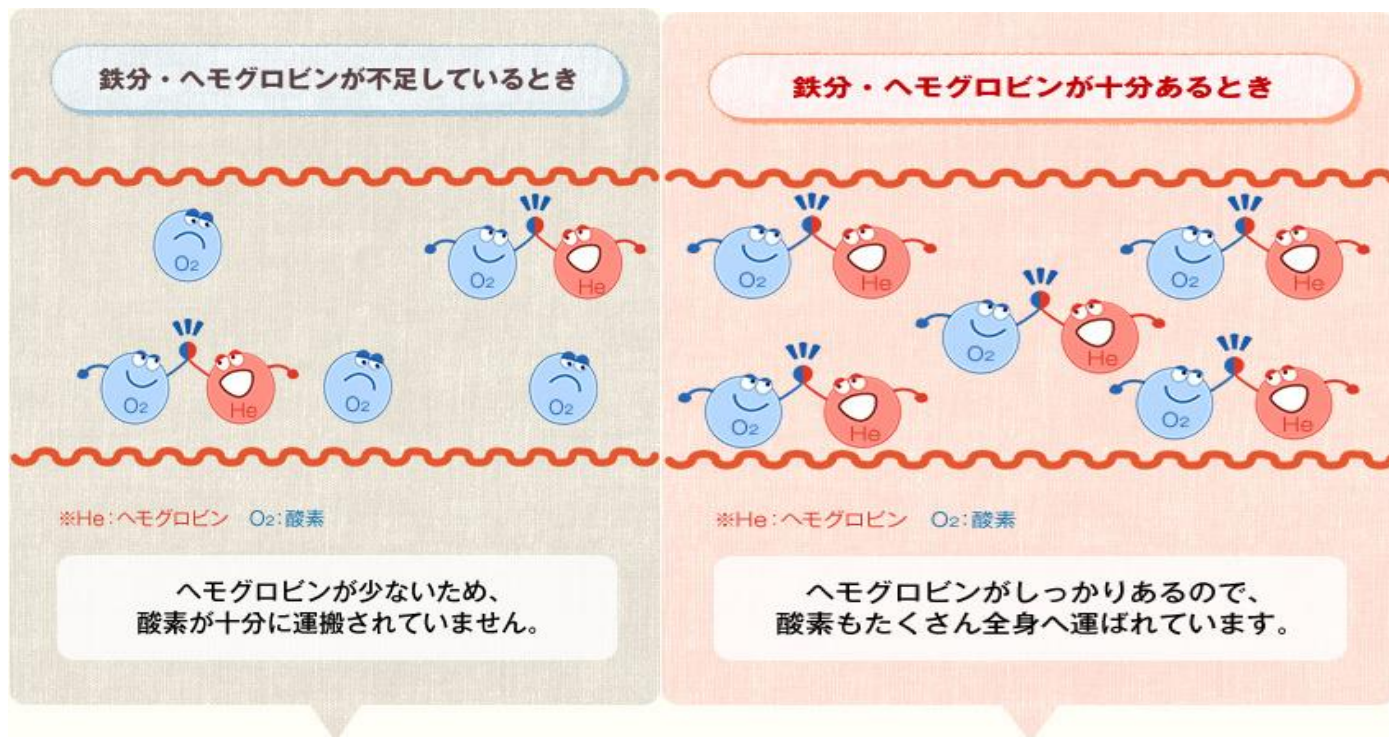 鉄分・ヘモグロビンが不足しているとき
O2
O2
He
O2
He
O2
O2
※He:ヘモグロビン O2:酸素
ヘモグロビンが少ないため、
酸素が十分に運搬されていません。
鉄分・ヘモグロビンが十分あるとき
O2
He
O2
He
O2
He
O2
He
O2
He
※He:ヘモグロビン O2:酸素
ヘモグロビンがしっかりあるので、
酸素もたくさん全身へ運ばれています。